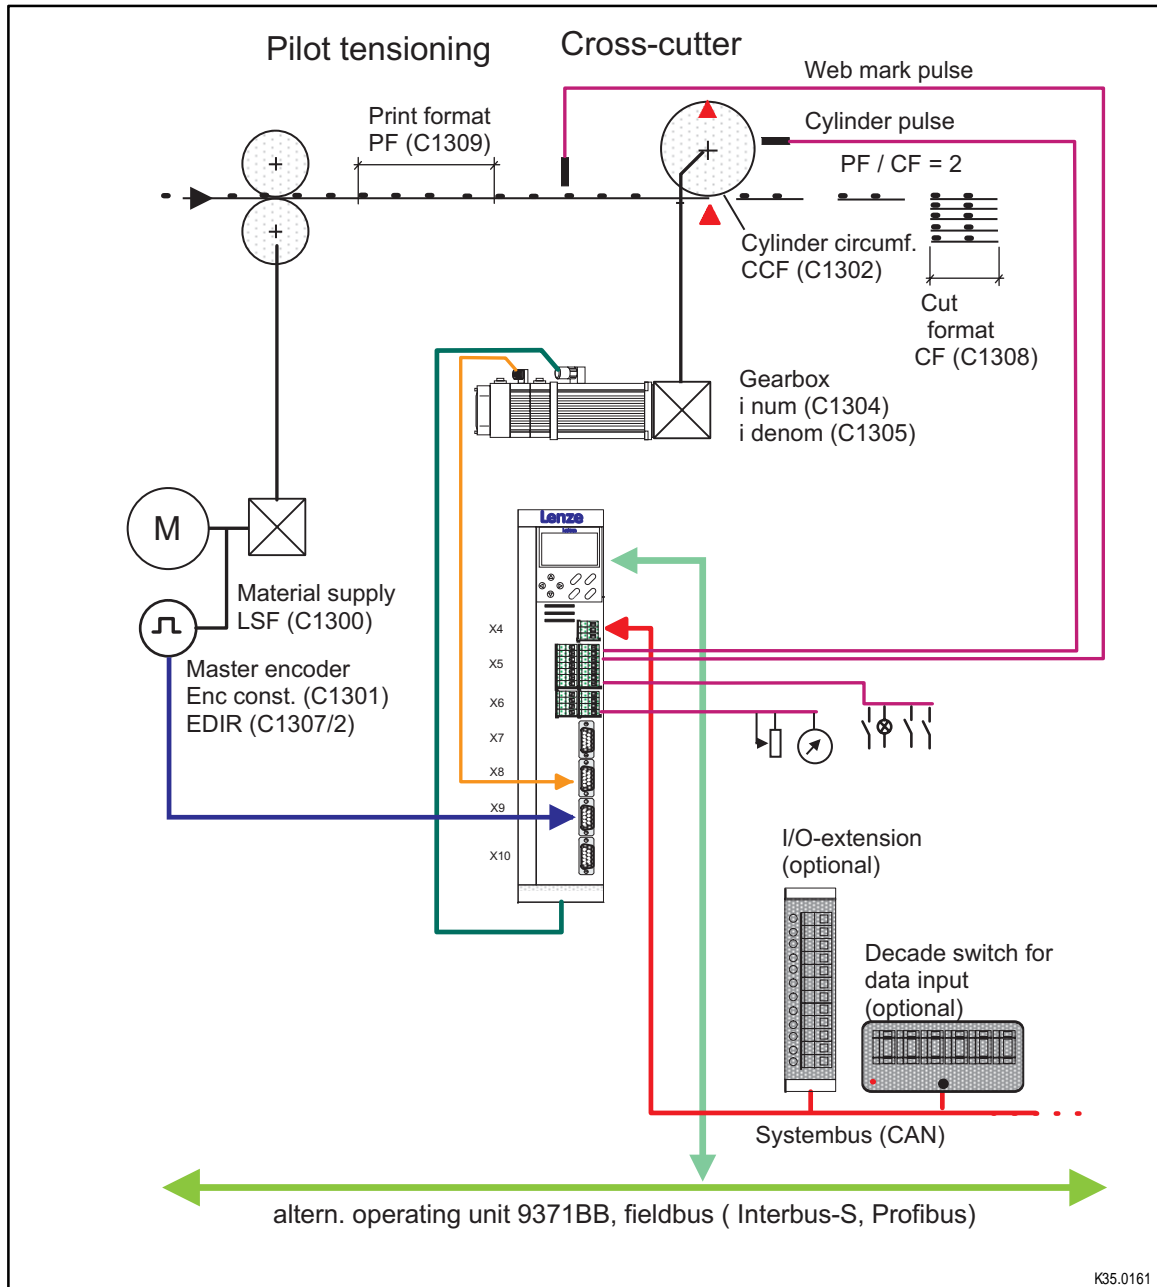 Pilot tensioning
Cross-cutter
Web mark pulse
Print format
PF (C1309)
Cylinder pulse
PF / CF = 2
Cylinder circumf.
CCF (C1302)
Cut
format
CF (C1308)
Gearbox
i num (C1304)
i denom (C1305)
M
Lenze
Material supply
LSF (C1300)
Master encoder
Enc const. (C1301)
EDIR (C1307/2)
X4
X5
X6
X7
X8
X9
X10
I/O-extension
(optional)
Decade switch for
data input
(optional)
Systembus (CAN)
altern. operating unit 9371BB, fieldbus ( Interbus-S, Profibus)
K35.0161